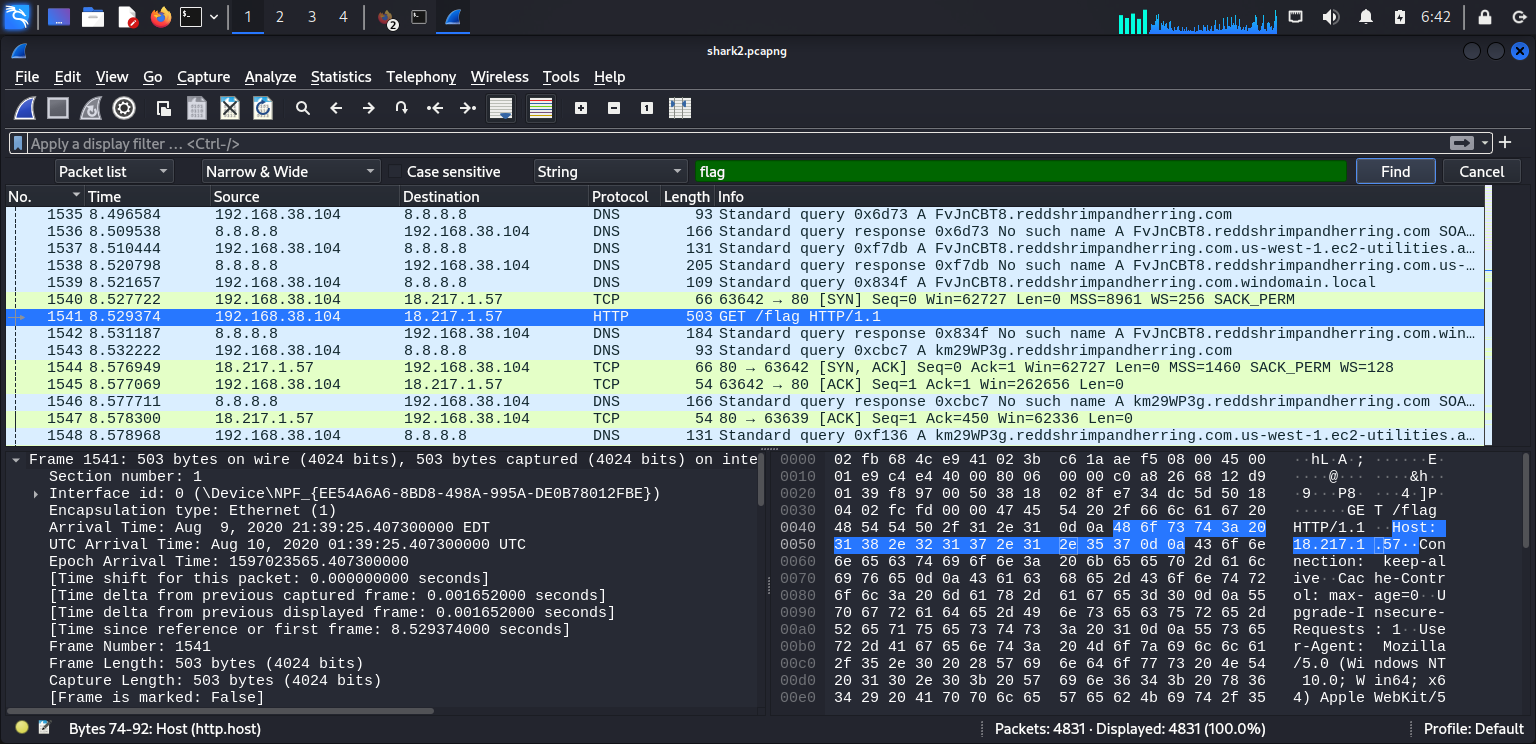 1 2 3 4 2 6:42
shark2.pcapng
File Edit View Go Capture Analyze Statistics Telephony Wireless Tools Help
Apply a display filter … <Ctrl-/>
Packet list Narrow & Wide Case sensitive String flag Find Cancel
No. Time Source Destination Protocol Length Info
1535 8.496584 192.168.38.104 8.8.8.8 DNS 93 Standard query 0x6d73 A FvJnCBT8.reddshrimpandherring.com
1536 8.509538 8.8.8.8 192.168.38.104 DNS 166 Standard query response 0x6d73 No such name A FvJnCBT8.reddshrimpandherring.com SOA…
1537 8.510444 192.168.38.104 8.8.8.8 DNS 131 Standard query 0xf7db A FvJnCBT8.reddshrimpandherring.com.us-west-1.ec2-utilities.a…
1538 8.520798 8.8.8.8 192.168.38.104 DNS 205 Standard query response 0xf7db No such name A FvJnCBT8.reddshrimpandherring.com.us-…
1539 8.521657 192.168.38.104 8.8.8.8 DNS 109 Standard query 0x834f A FvJnCBT8.reddshrimpandherring.com.windomain.local
1540 8.527722 192.168.38.104 18.217.1.57 TCP 66 63642 → 80 [SYN] Seq=0 Win=62727 Len=0 MSS=8961 WS=256 SACK_PERM
1541 8.529374 192.168.38.104 18.217.1.57 HTTP 503 GET /flag HTTP/1.1
1542 8.531187 8.8.8.8 192.168.38.104 DNS 184 Standard query response 0x834f No such name A FvJnCBT8.reddshrimpandherring.com.win…
1543 8.532222 192.168.38.104 8.8.8.8 DNS 93 Standard query 0xcbc7 A km29WP3g.reddshrimpandherring.com
1544 8.576949 18.217.1.57 192.168.38.104 TCP 66 80 → 63642 [SYN, ACK] Seq=0 Ack=1 Win=62727 Len=0 MSS=1460 SACK_PERM WS=128
1545 8.577069 192.168.38.104 18.217.1.57 TCP 54 63642 → 80 [ACK] Seq=1 Ack=1 Win=262656 Len=0
1546 8.577711 8.8.8.8 192.168.38.104 DNS 166 Standard query response 0xcbc7 No such name A km29WP3g.reddshrimpandherring.com SOA…
1547 8.578300 18.217.1.57 192.168.38.104 TCP 54 80 → 63639 [ACK] Seq=1 Ack=450 Win=62336 Len=0
1548 8.578968 192.168.38.104 8.8.8.8 DNS 131 Standard query 0xf136 A km29WP3g.reddshrimpandherring.com.us-west-1.ec2-utilities.a…
Frame 1541: 503 bytes on wire (4024 bits), 503 bytes captured (4024 bits) on inte
Section number: 1
Interface id: 0 (\Device\NPF_{EE54A6A6-8BD8-498A-995A-DE0B78012FBE})
Encapsulation type: Ethernet (1)
Arrival Time: Aug 9, 2020 21:39:25.407300000 EDT
UTC Arrival Time: Aug 10, 2020 01:39:25.407300000 UTC
Epoch Arrival Time: 1597023565.407300000
[Time shift for this packet: 0.000000000 seconds]
[Time delta from previous captured frame: 0.001652000 seconds]
[Time delta from previous displayed frame: 0.001652000 seconds]
[Time since reference or first frame: 8.529374000 seconds]
Frame Number: 1541
Frame Length: 503 bytes (4024 bits)
Capture Length: 503 bytes (4024 bits)
[Frame is marked: False]
0000 02 fb 68 4c e9 41 02 3b c6 1a ae f5 08 00 45 00 ··hL·A·; ······E·
0010 01 e9 c4 e4 40 00 80 06 00 00 c0 a8 26 68 12 d9 ····@··· ····&h··
0020 01 39 f8 97 00 50 38 18 02 8f e7 34 dc 5d 50 18 ·9···P8· ···4·]P·
0030 04 02 fc fd 00 00 47 45 54 20 2f 66 6c 61 67 20 ······GE T /flag
0040 48 54 54 50 2f 31 2e 31 0d 0a 48 6f 73 74 3a 20 HTTP/1.1 ··Host:
0050 31 38 2e 32 31 37 2e 31 2e 35 37 0d 0a 43 6f 6e 18.217.1 .57··Con
0060 6e 65 63 74 69 6f 6e 3a 20 6b 65 65 70 2d 61 6c nection: keep-al
0070 69 76 65 0d 0a 43 61 63 68 65 2d 43 6f 6e 74 72 ive··Cac he-Contr
0080 6f 6c 3a 20 6d 61 78 2d 61 67 65 3d 30 0d 0a 55 ol: max- age=0··U
0090 70 67 72 61 64 65 2d 49 6e 73 65 63 75 72 65 2d pgrade-I nsecure-
00a0 52 65 71 75 65 73 74 73 3a 20 31 0d 0a 55 73 65 Requests : 1··Use
00b0 72 2d 41 67 65 6e 74 3a 20 4d 6f 7a 69 6c 6c 61 r-Agent: Mozilla
00c0 2f 35 2e 30 20 28 57 69 6e 64 6f 77 73 20 4e 54 /5.0 (Wi ndows NT
00d0 20 31 30 2e 30 3b 20 57 69 6e 36 34 3b 20 78 36 10.0; W in64; x6
00e0 34 29 20 41 70 70 6c 65 57 65 62 4b 69 74 2f 35 4) Apple WebKit/5
Bytes 74-92: Host (http.host) Packets: 4831 · Displayed: 4831 (100.0%) Profile: Default